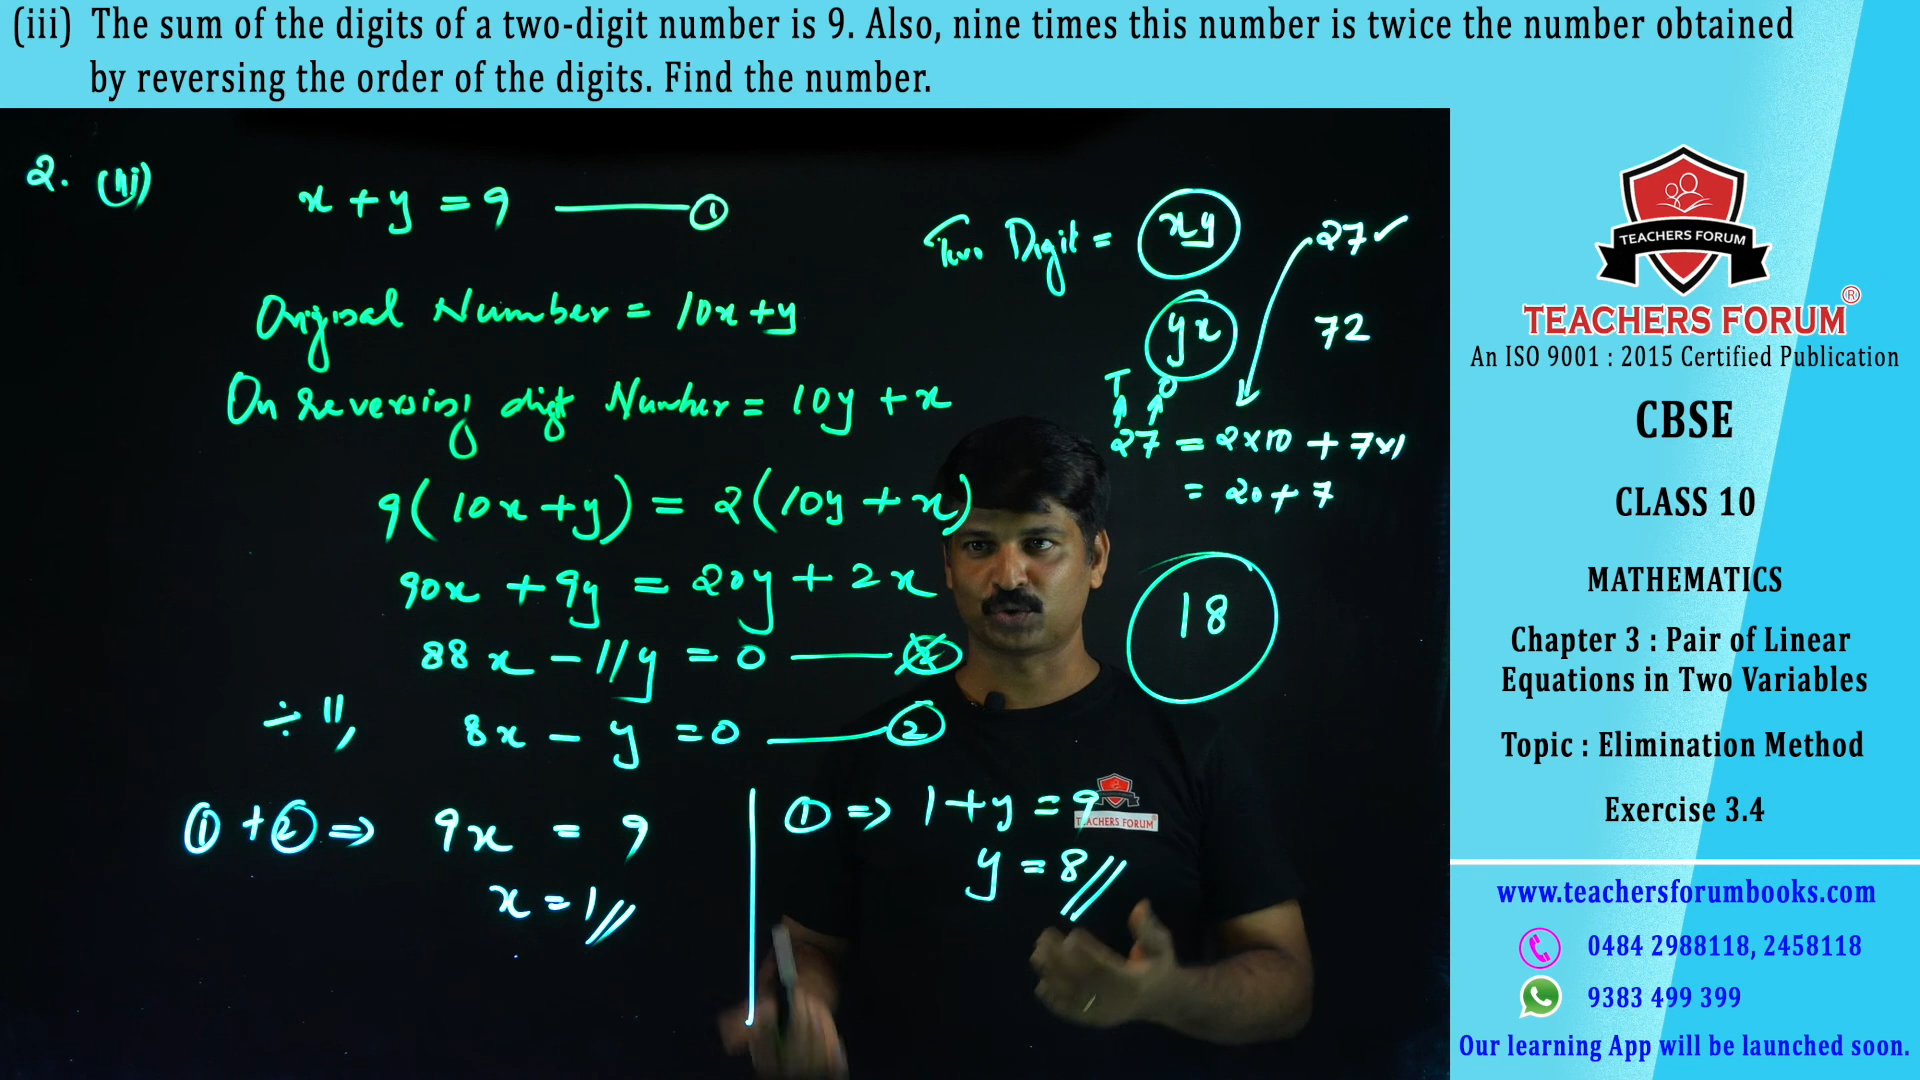 (iii) The sum of the digits of a two-digit number is 9. Also, nine times this number is twice the number obtained
by reversing the order of the digits. Find the number.
2. (iii)
x + y = 9 ——— ①
Original Number = 10x+y
On reversing digit Number = 10y + x
9(10x+y) = 2(10y+x)
90x + 9y = 20y + 2x
88x - 11y = 0 ———
÷ 11, 8x - y = 0 ——— ②
① + ② => 9x = 9
x = 1//
① => 1+y = 9
y = 8//
Two Digit = xy
27 ✓
yx
72
T O
27 = 2x10 + 7x1
= 20+7
18
TEACHERS FORUM
TEACHERS FORUM
TEACHERS FORUM®
An ISO 9001 : 2015 Certified Publication
CBSE
CLASS 10
MATHEMATICS
Chapter 3 : Pair of Linear
Equations in Two Variables
Topic : Elimination Method
Exercise 3.4
www.teachersforumbooks.com
0484 2988118, 2458118
9383 499 399
Our learning App will be launched soon.